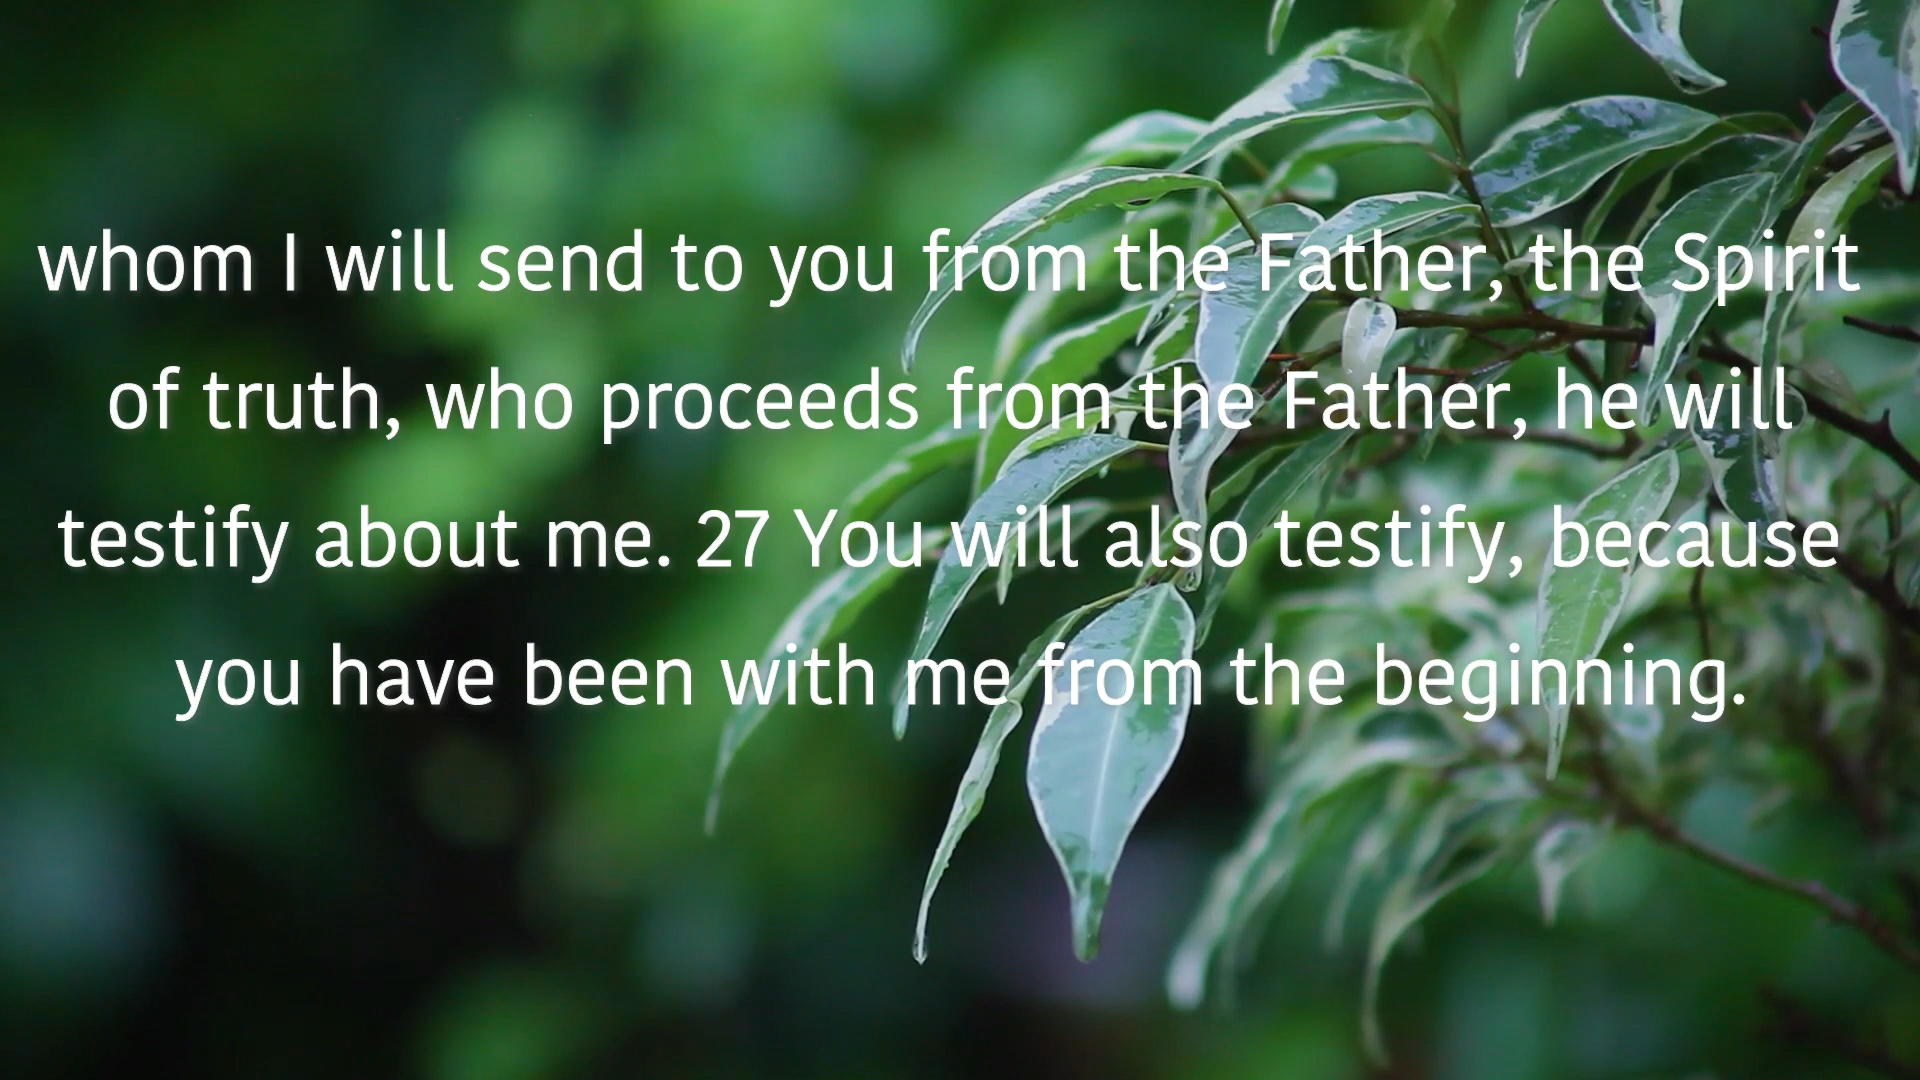 whom I will send to you from the Father, the Spirit
of truth, who proceeds from the Father, he will
testify about me. 27 You will also testify, because
you have been with me from the beginning.